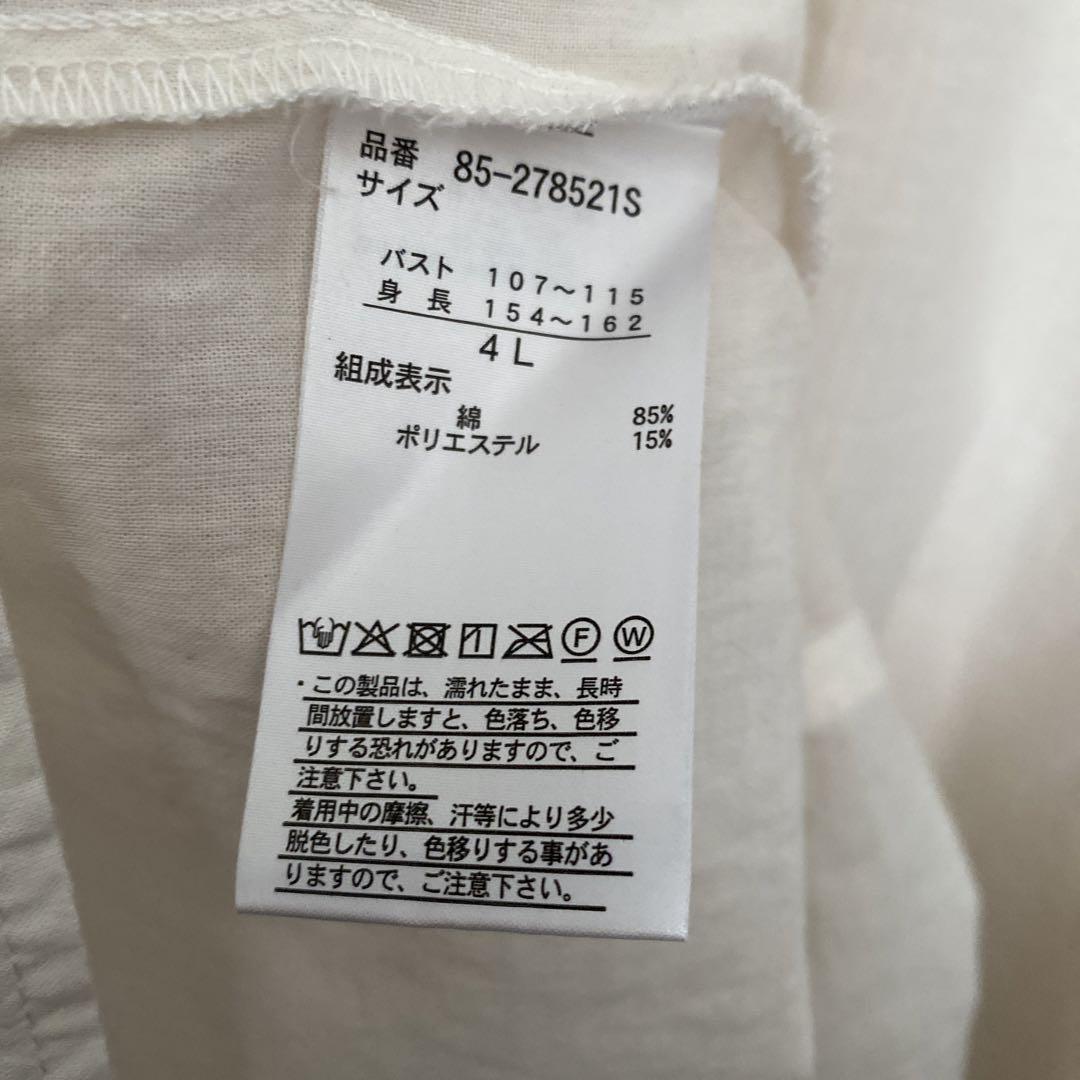 品番 85-278521S
サイズ
バスト 107〜115
身長 154〜162
4L
組成表示
綿 85%
ポリエステル 15%
F W
・この製品は、濡れたまま、長時
間放置しますと、色落ち、色移
りする恐れがありますので、ご
注意下さい。
着用中の摩擦、汗等により多少
脱色したり、色移りする事があ
りますので、ご注意下さい。